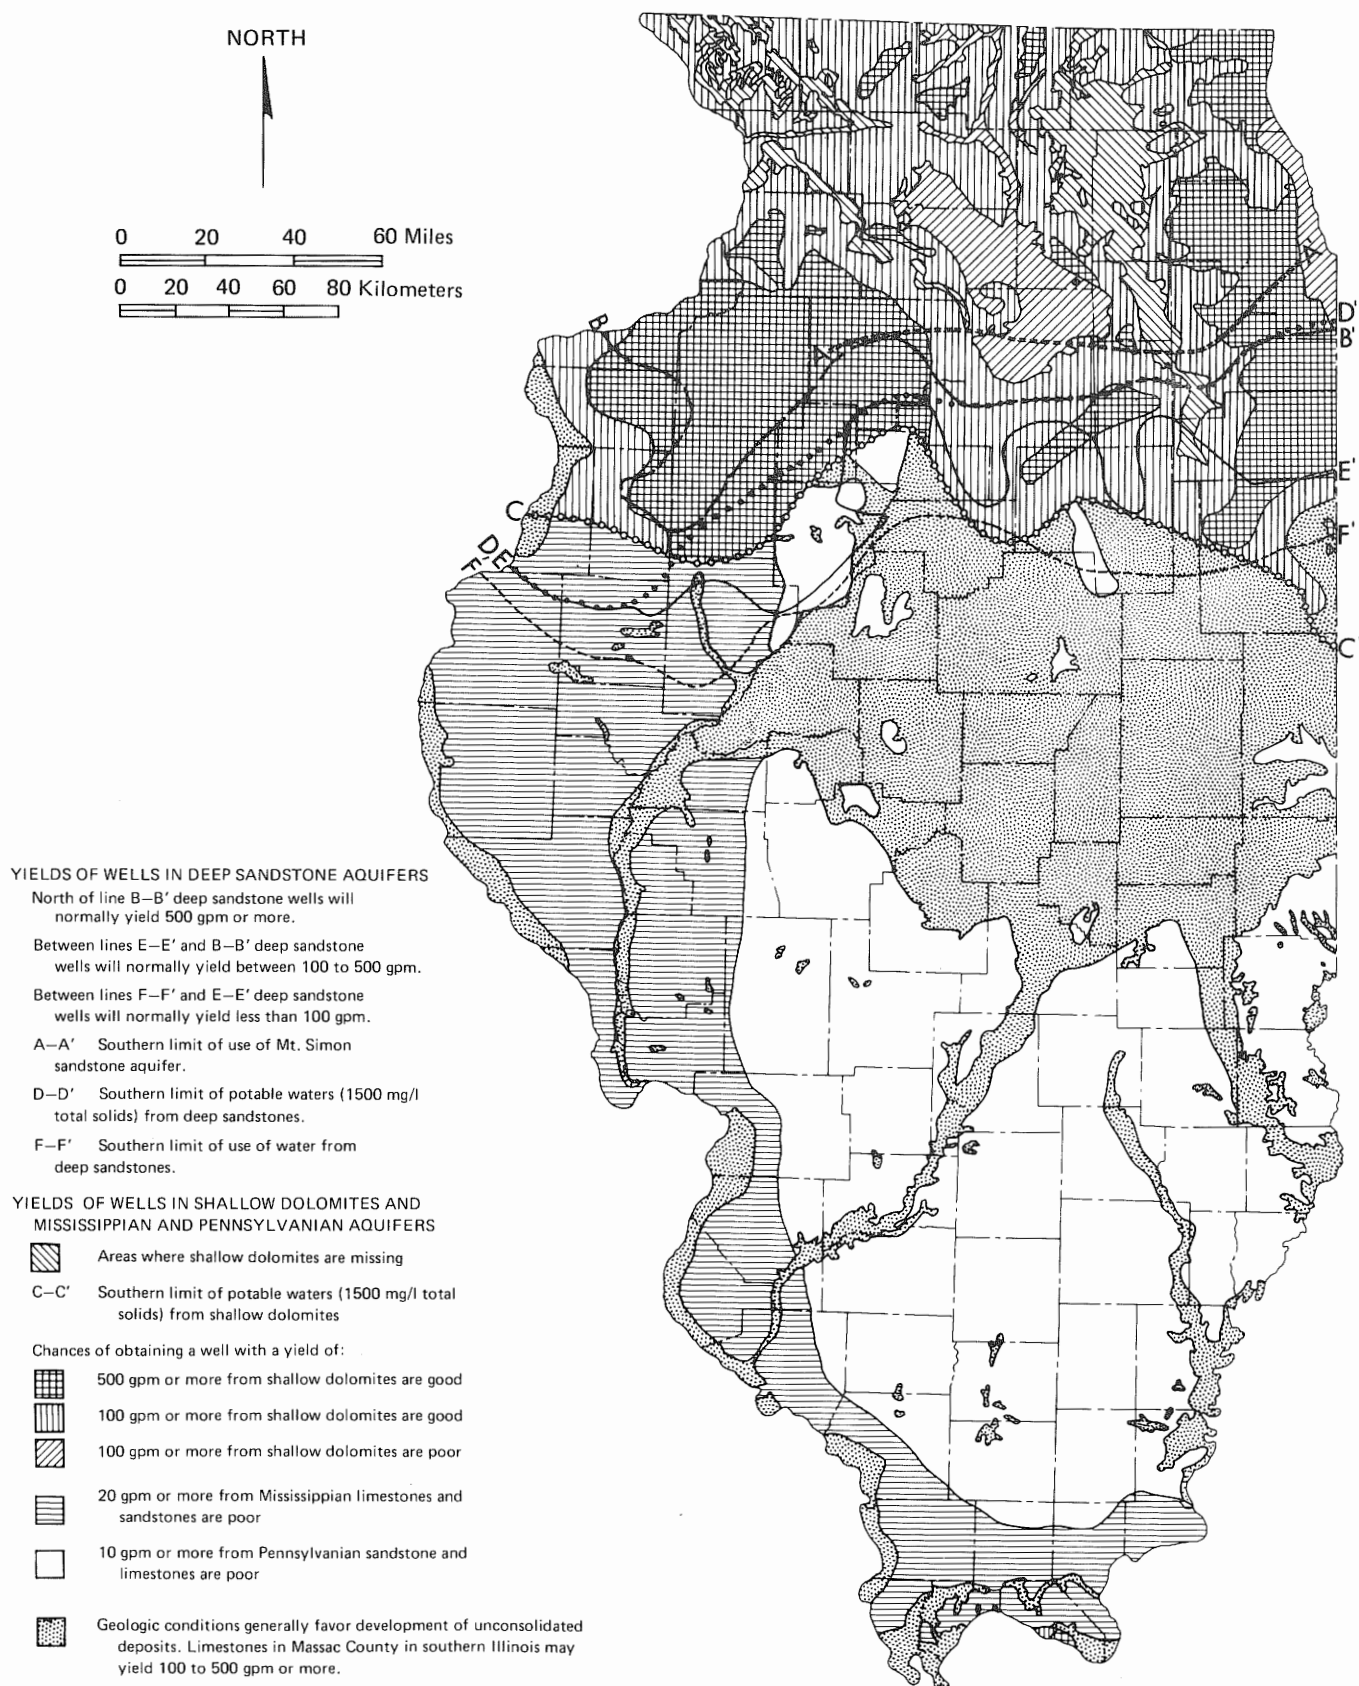 NORTH
0 20 40 60 Miles
0 20 40 60 80 Kilometers
A'
D'
B'
B
A
E'
C
F'
D
E
F
C'
YIELDS OF WELLS IN DEEP SANDSTONE AQUIFERS
North of line B–B' deep sandstone wells will
normally yield 500 gpm or more.
Between lines E–E' and B–B' deep sandstone
wells will normally yield between 100 to 500 gpm.
Between lines F–F' and E–E' deep sandstone
wells will normally yield less than 100 gpm.
A–A' Southern limit of use of Mt. Simon
sandstone aquifer.
D–D' Southern limit of potable waters (1500 mg/l
total solids) from deep sandstones.
F–F' Southern limit of use of water from
deep sandstones.
YIELDS OF WELLS IN SHALLOW DOLOMITES AND
MISSISSIPPIAN AND PENNSYLVANIAN AQUIFERS
Areas where shallow dolomites are missing
C–C' Southern limit of potable waters (1500 mg/l total
solids) from shallow dolomites
Chances of obtaining a well with a yield of:
500 gpm or more from shallow dolomites are good
100 gpm or more from shallow dolomites are good
100 gpm or more from shallow dolomites are poor
20 gpm or more from Mississippian limestones and
sandstones are poor
10 gpm or more from Pennsylvanian sandstone and
limestones are poor
Geologic conditions generally favor development of unconsolidated
deposits. Limestones in Massac County in southern Illinois may
yield 100 to 500 gpm or more.